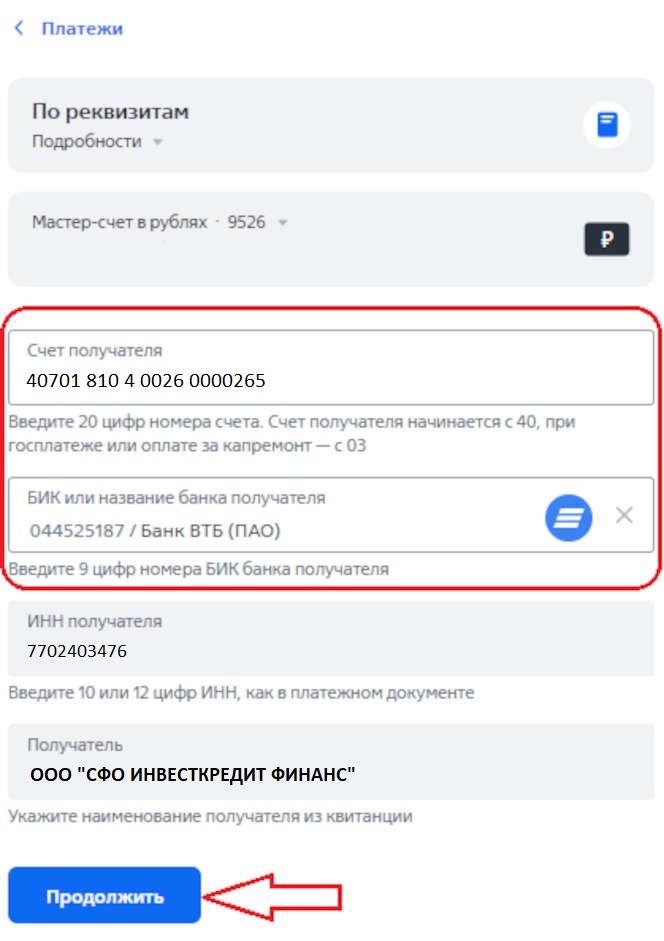 Платежи
По реквизитам
Подробности
Мастер-счет в рублях · 9526
₽
Счет получателя
40701 810 4 0026 0000265
Введите 20 цифр номера счета. Счет получателя начинается с 40, при
госплатеже или оплате за капремонт — с 03
БИК или название банка получателя
044525187 / Банк ВТБ (ПАО)
Введите 9 цифр номера БИК банка получателя
ИНН получателя
7702403476
Введите 10 или 12 цифр ИНН, как в платежном документе
Получатель
ООО "СФО ИНВЕСТКРЕДИТ ФИНАНС"
Укажите наименование получателя из квитанции
Продолжить